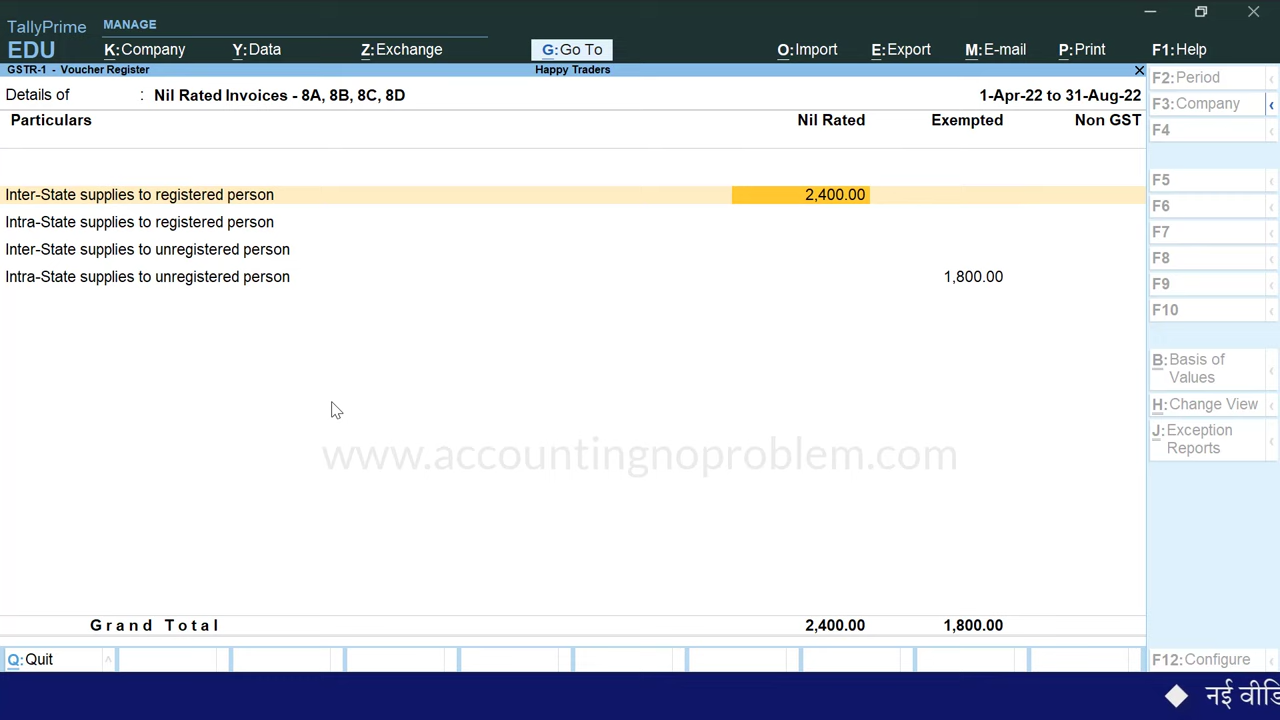 TallyPrime MANAGE
EDU K:Company Y:Data Z:Exchange G:Go To O:Import E:Export M:E-mail P:Print F1:Help
GSTR-1 - Voucher Register Happy Traders
Details of : Nil Rated Invoices - 8A, 8B, 8C, 8D 1-Apr-22 to 31-Aug-22
Particulars Nil Rated Exempted Non GST
Inter-State supplies to registered person 2,400.00
Intra-State supplies to registered person
Inter-State supplies to unregistered person
Intra-State supplies to unregistered person 1,800.00
www.accountingnoproblem.com
Grand Total 2,400.00 1,800.00
Q:Quit
F2:Period
F3:Company
F4
F5
F6
F7
F8
F9
F10
B:Basis of
Values
H:Change View
J:Exception
Reports
F12:Configure
नई